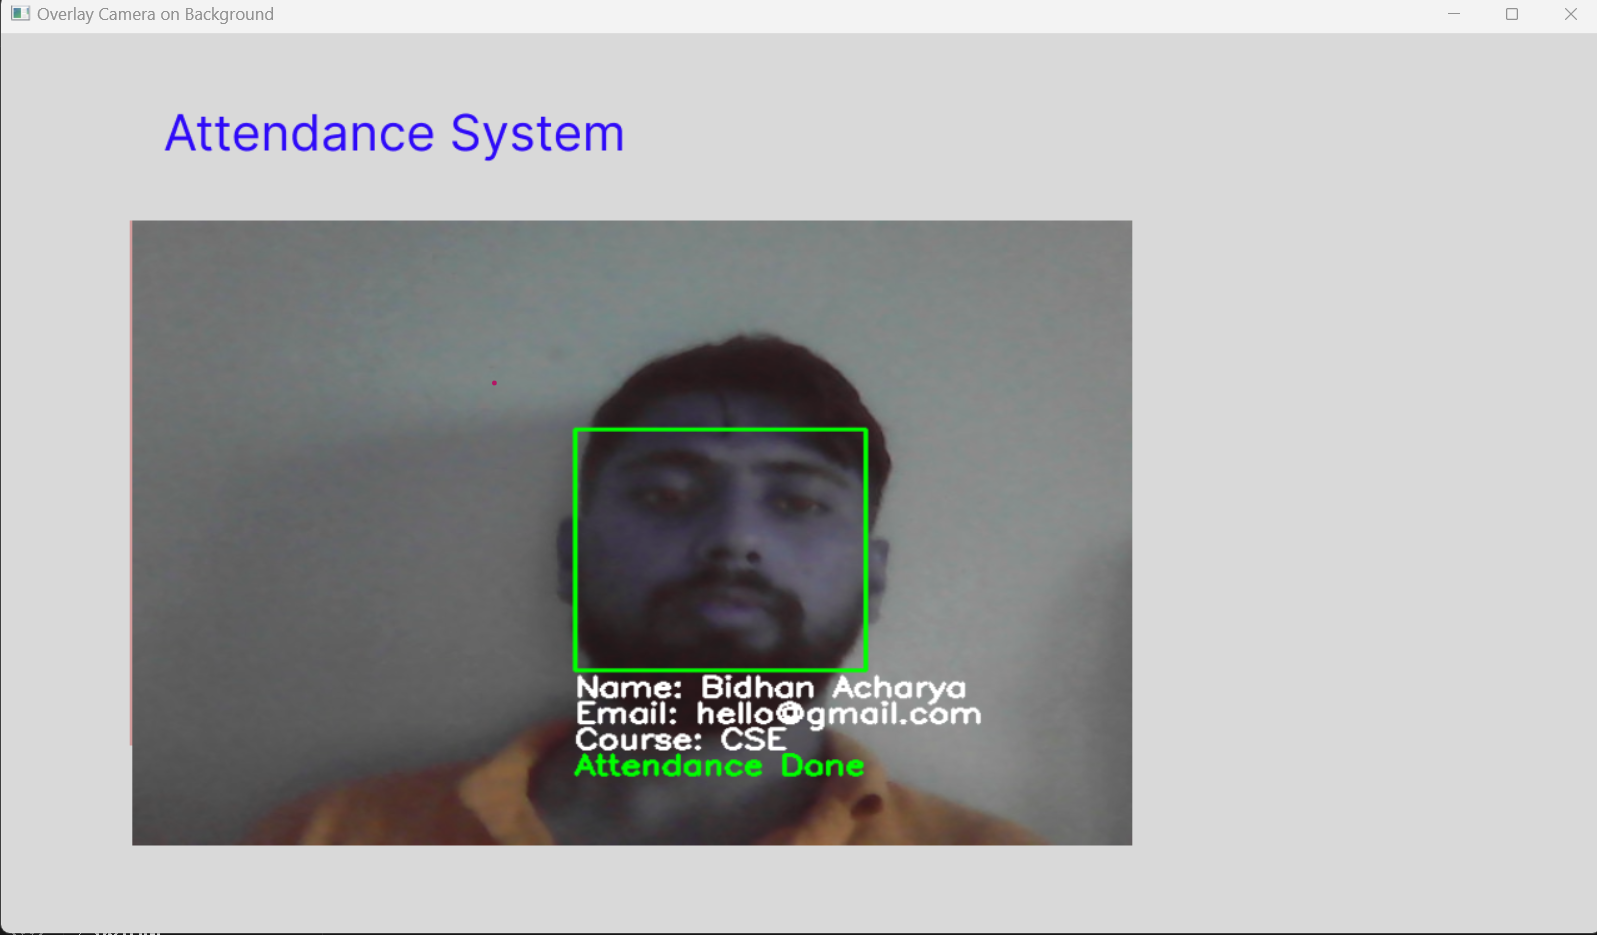 Overlay Camera on Background
Attendance System
Name: Bidhan Acharya
Email: hello@gmail.com
Course: CSE
Attendance Done